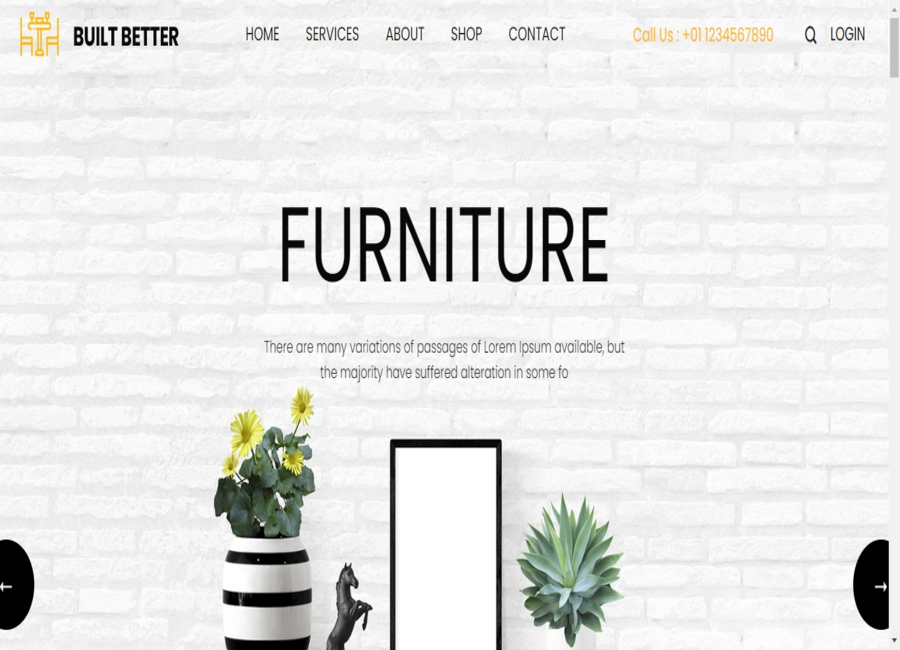 BUILT BETTER
HOME SERVICES ABOUT SHOP CONTACT
Call Us : +01 1234567890
LOGIN
FURNITURE
There are many variations of passages of Lorem Ipsum available, but
the majority have suffered alteration in some fo